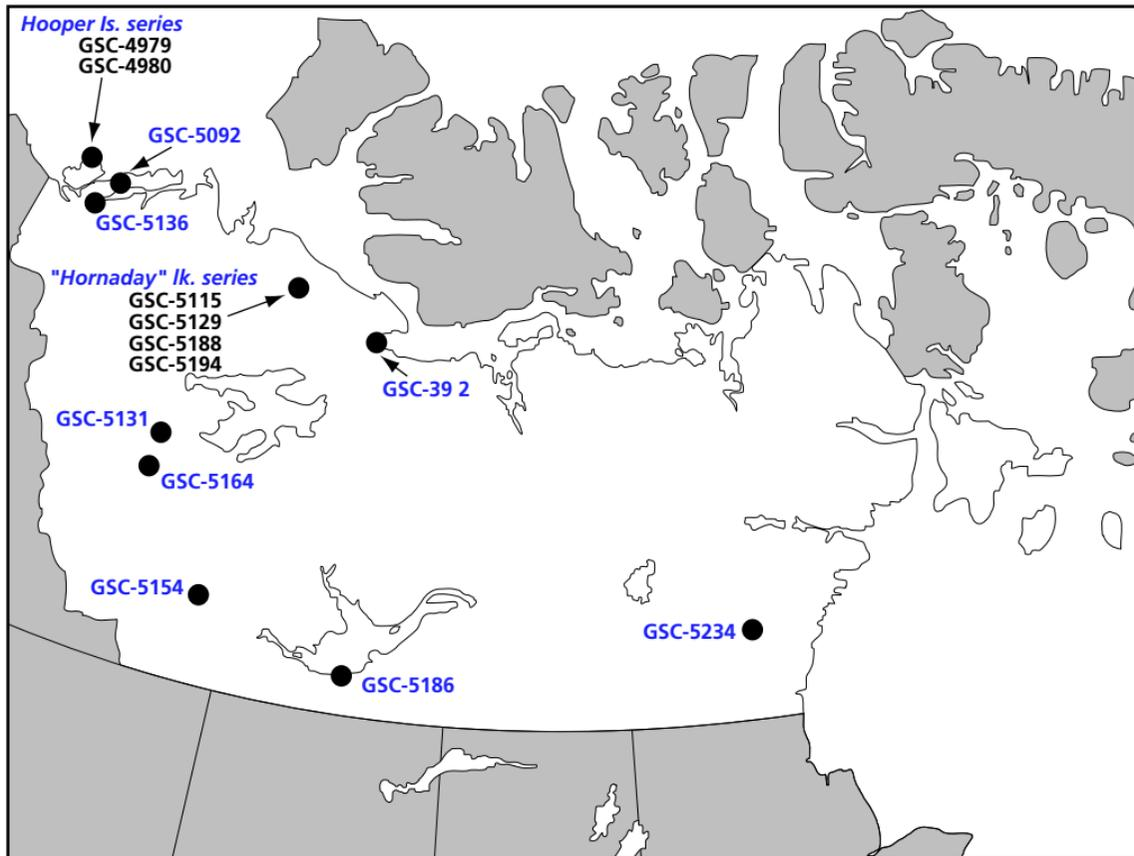 Hooper Is. series
GSC-4979
GSC-4980
GSC-5092
GSC-5136
"Hornaday" lk. series
GSC-5115
GSC-5129
GSC-5188
GSC-5194
GSC-39 2
GSC-5131
GSC-5164
GSC-5154
GSC-5234
GSC-5186